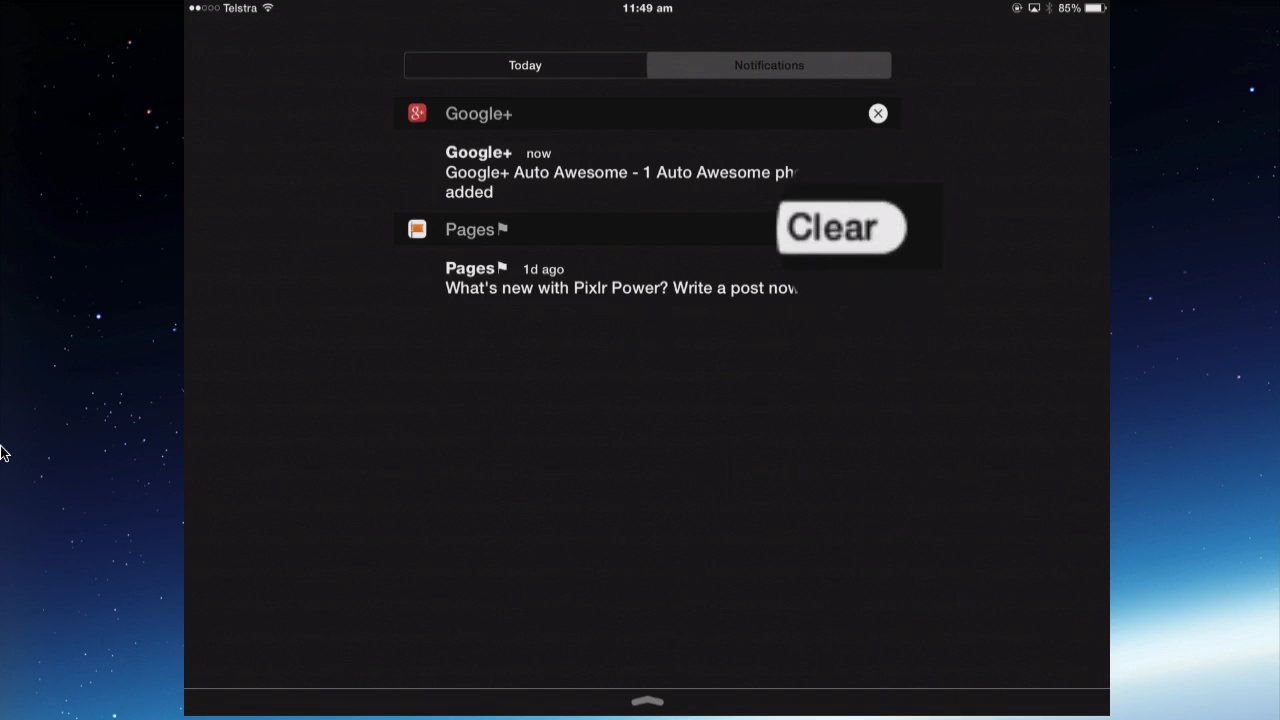 Telstra
11:49 am
85%
Today
Notifications
Google+
Google+ now
Google+ Auto Awesome - 1 Auto Awesome
added
Pages
Clear
Pages 1d ago
What's new with Pixlr Power? Write a post now